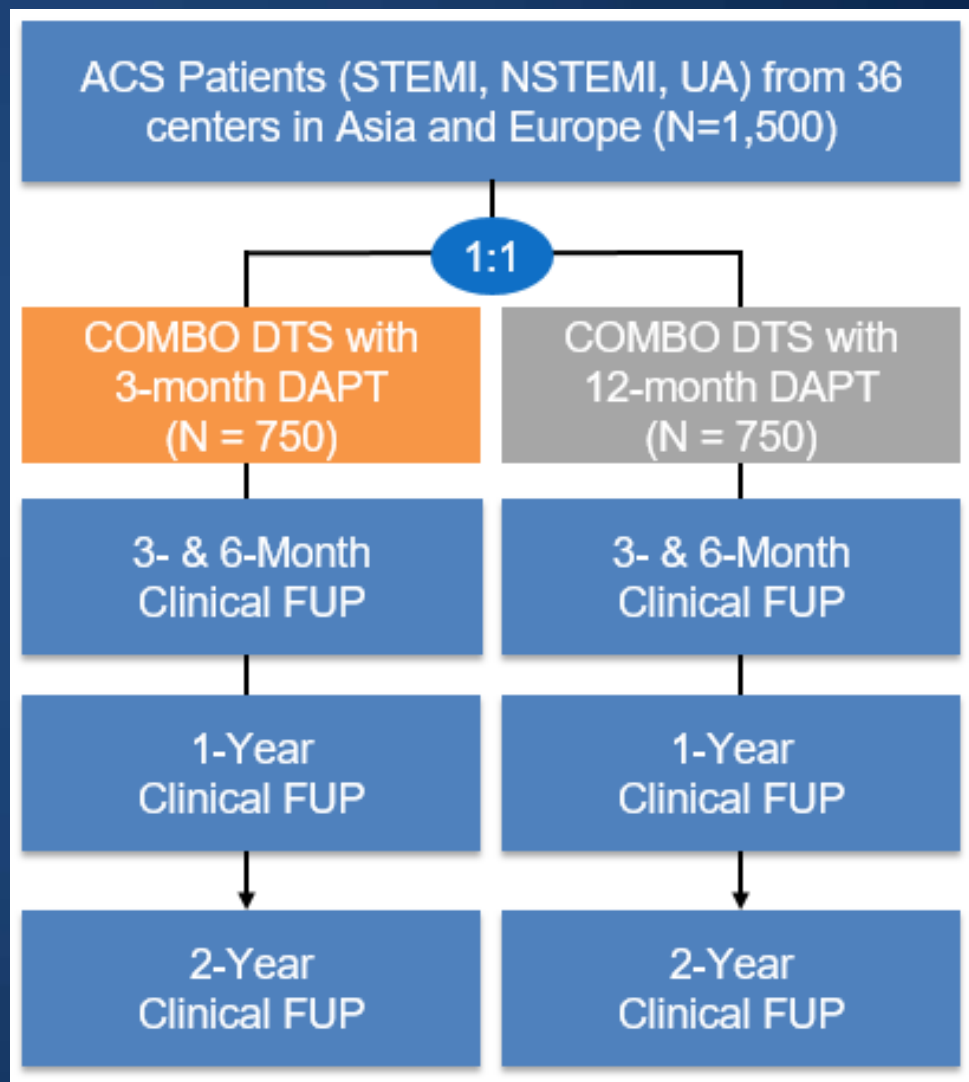 ACS Patients (STEMI, NSTEMI, UA) from 36
centers in Asia and Europe (N=1,500)
1:1
COMBO DTS with
3-month DAPT
(N = 750)
COMBO DTS with
12-month DAPT
(N = 750)
3- & 6-Month
Clinical FUP
3- & 6-Month
Clinical FUP
1-Year
Clinical FUP
1-Year
Clinical FUP
2-Year
Clinical FUP
2-Year
Clinical FUP